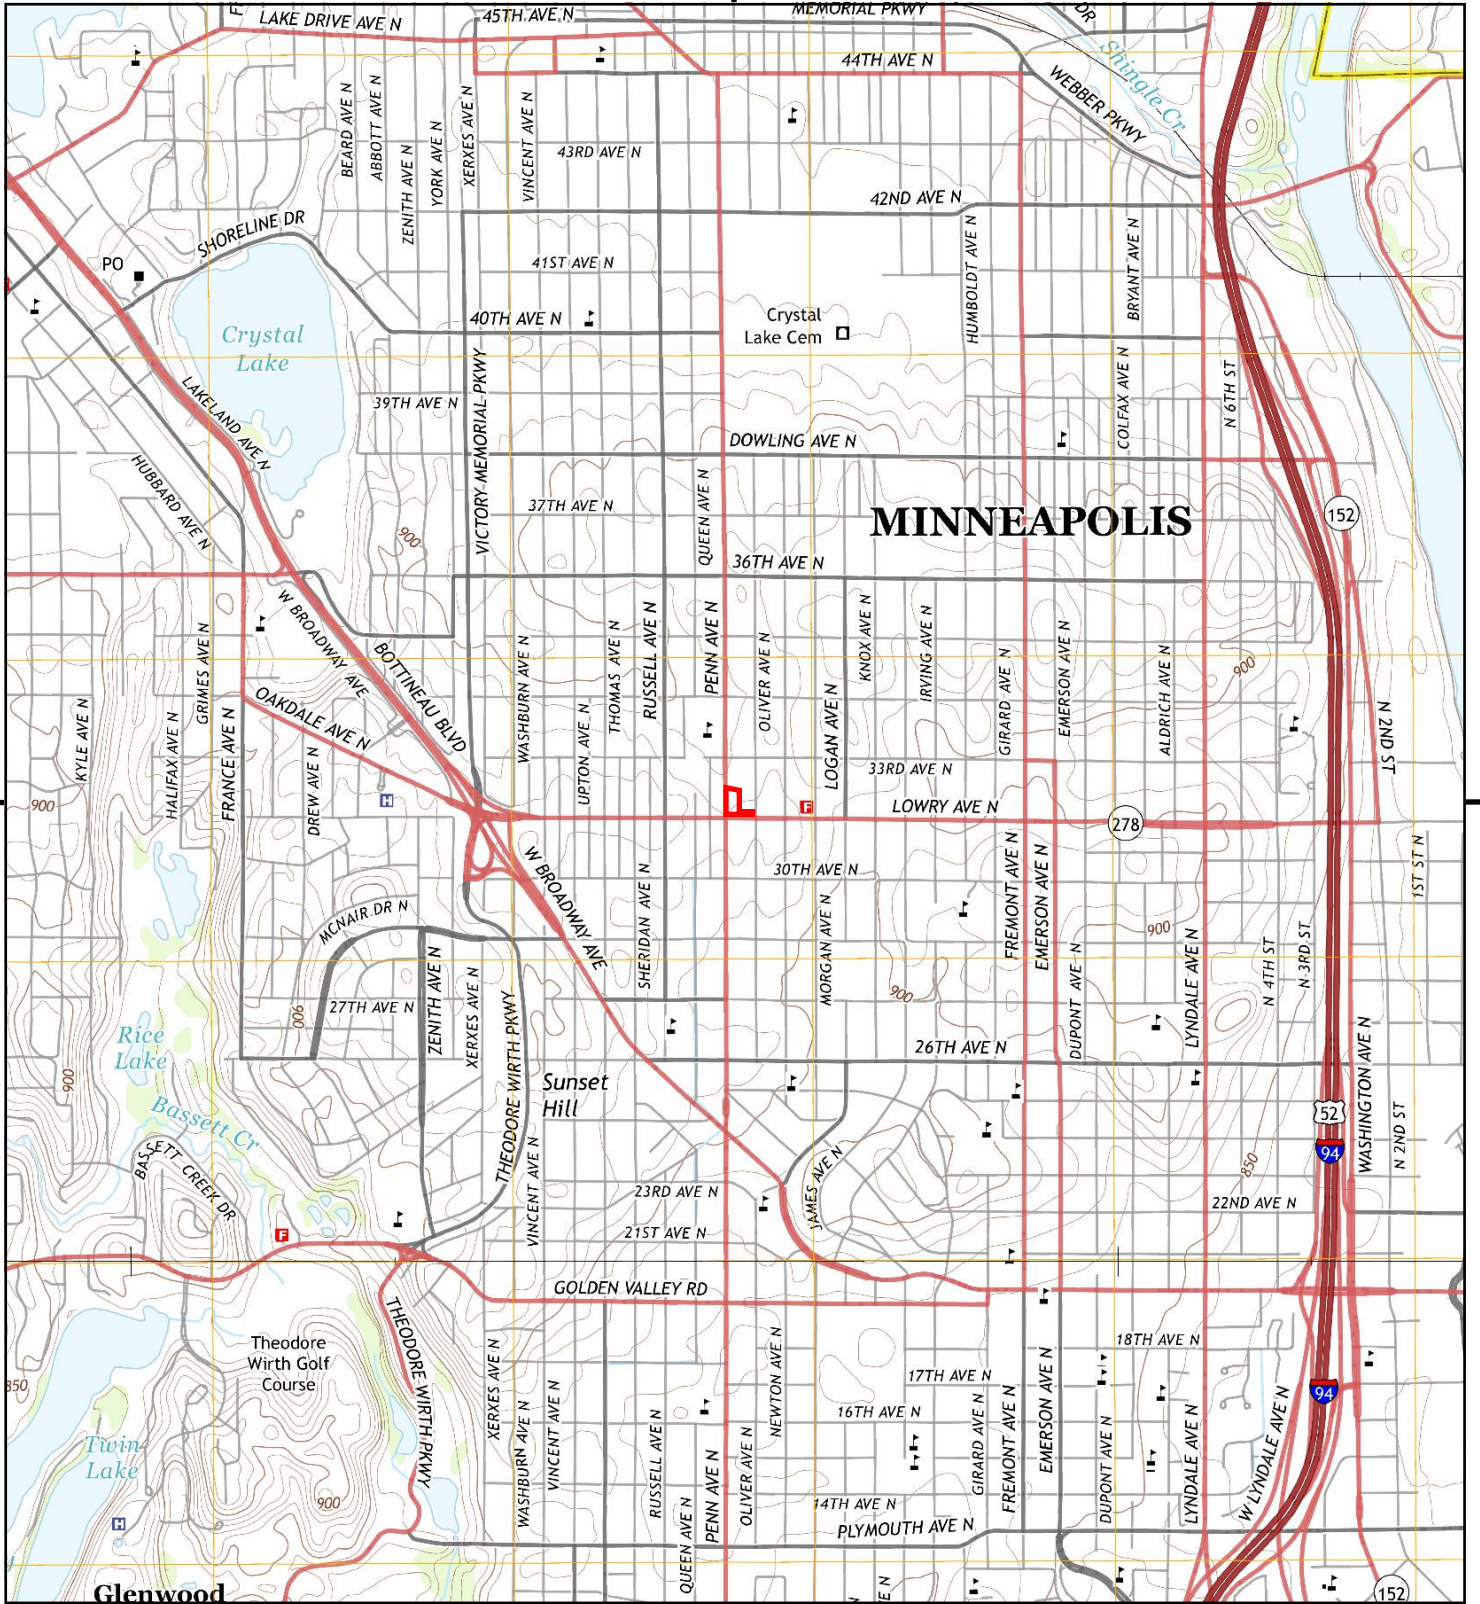 LAKE DRIVE AVE N
45TH AVE N
MEMORIAL PKWY
DR
44TH AVE N
Shingle Cr
WEBBER PKWY
BEARD AVE N
ABBOTT AVE N
ZENITH AVE N
YORK AVE N
XERXES AVE N
VINCENT AVE N
43RD AVE N
42ND AVE N
SHORELINE DR
PO
41ST AVE N
HUMBOLDT AVE N
BRYANT AVE N
40TH AVE N
Crystal
Lake Cem
Crystal
Lake
VICTORY MEMORIAL PKWY
39TH AVE N
COLFAX AVE N
N 6TH ST
LAKELAND AVE N
DOWLING AVE N
HUBBARD AVE N
37TH AVE N
QUEEN AVE N
MINNEAPOLIS
152
900
36TH AVE N
W BROADWAY AVE
BOTTINEAU BLVD
GRIMES AVE N
OAKDALE AVE N
WASHBURN AVE N
THOMAS AVE N
RUSSELL AVE N
PENN AVE N
OLIVER AVE N
KNOX AVE N
IRVING AVE N
GIRARD AVE N
EMERSON AVE N
ALDRICH AVE N
900
N 2ND ST
KYLE AVE N
HALIFAX AVE N
FRANCE AVE N
DREW AVE N
UPTON AVE N
LOGAN AVE N
33RD AVE N
900
H
F
LOWRY AVE N
278
W BROADWAY AVE
30TH AVE N
FREMONT AVE N
EMERSON AVE N
1ST ST N
MCNAIR DR N
SHERIDAN AVE N
MORGAN AVE N
900
900
DUPONT AVE N
LYNDALE AVE N
N 4TH ST
N 3RD ST
27TH AVE N
900
ZENITH AVE N
XERXES AVE N
THEODORE WIRTH PKWY
Rice
Lake
900
26TH AVE N
WASHINGTON AVE N
Sunset
Hill
Bassett Cr
BASSETT CREEK DR
52
94
N 2ND ST
850
VINCENT AVE N
23RD AVE N
JAMES AVE N
22ND AVE N
21ST AVE N
F
GOLDEN VALLEY RD
THEODORE WIRTH PKWY
Theodore
Wirth Golf
Course
850
XERXES AVE N
NEWTON AVE N
18TH AVE N
17TH AVE N
94
WASHBURN AVE N
VINCENT AVE N
RUSSELL AVE N
16TH AVE N
GIRARD AVE N
FREMONT AVE N
EMERSON AVE N
DUPONT AVE N
LYNDALE AVE N
W LYNDALE AVE N
Twin
Lake
900
H
QUEEN AVE N
PENN AVE N
OLIVER AVE N
14TH AVE N
PLYMOUTH AVE N
Glenwood
152